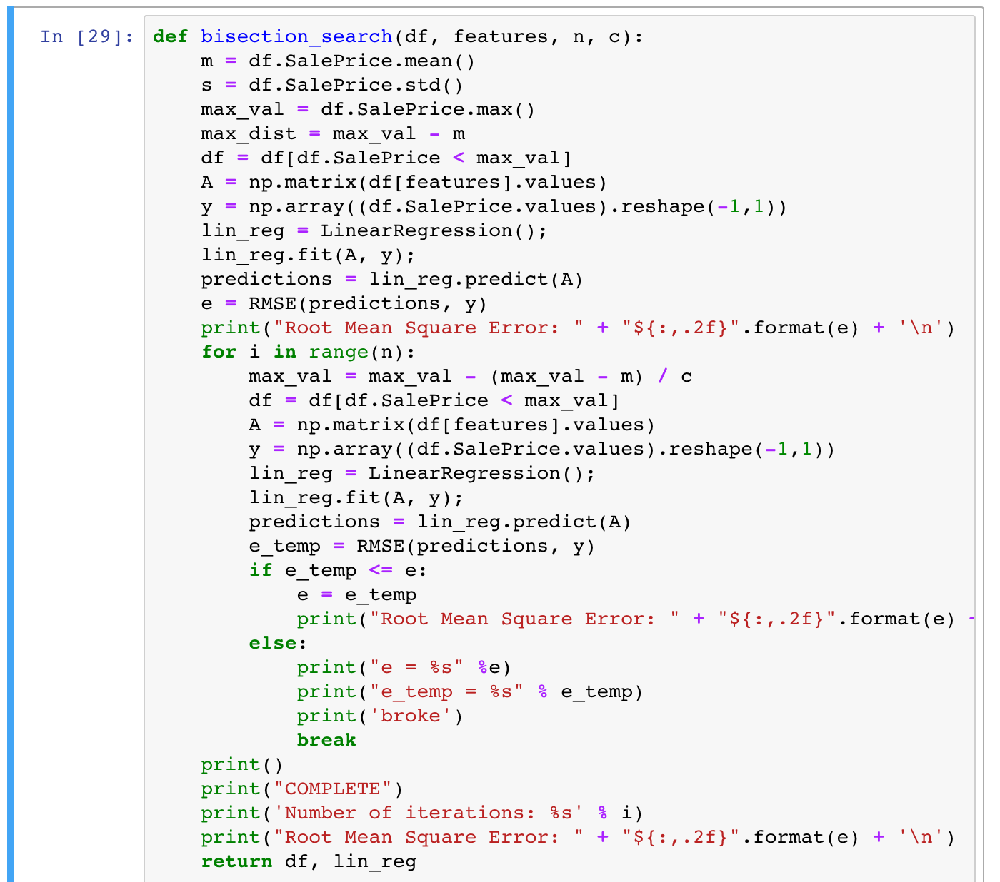 In [29]: def bisection_search(df, features, n, c):
    m = df.SalePrice.mean()
    s = df.SalePrice.std()
    max_val = df.SalePrice.max()
    max_dist = max_val - m
    df = df[df.SalePrice < max_val]
    A = np.matrix(df[features].values)
    y = np.array((df.SalePrice.values).reshape(-1,1))
    lin_reg = LinearRegression();
    lin_reg.fit(A, y);
    predictions = lin_reg.predict(A)
    e = RMSE(predictions, y)
    print("Root Mean Square Error: " + "${:,.2f}".format(e) + '\n')
    for i in range(n):
        max_val = max_val - (max_val - m) / c
        df = df[df.SalePrice < max_val]
        A = np.matrix(df[features].values)
        y = np.array((df.SalePrice.values).reshape(-1,1))
        lin_reg = LinearRegression();
        lin_reg.fit(A, y);
        predictions = lin_reg.predict(A)
        e_temp = RMSE(predictions, y)
        if e_temp <= e:
            e = e_temp
            print("Root Mean Square Error: " + "${:,.2f}".format(e) +
        else:
            print("e = %s" %e)
            print("e_temp = %s" % e_temp)
            print('broke')
            break
    print()
    print("COMPLETE")
    print('Number of iterations: %s' % i)
    print("Root Mean Square Error: " + "${:,.2f}".format(e) + '\n')
    return df, lin_reg